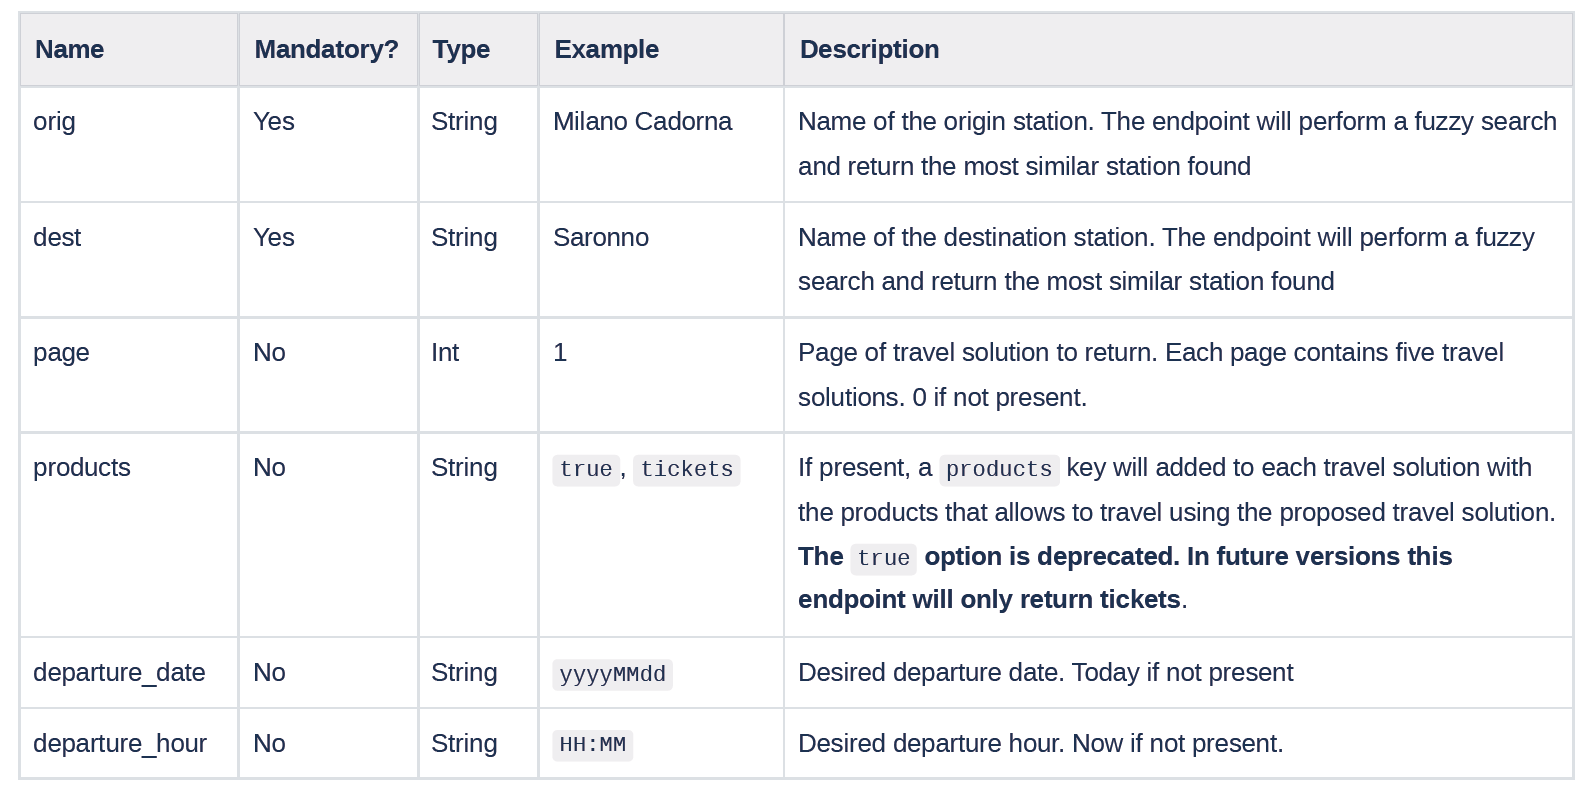 Name Mandatory? Type Example Description
orig Yes String Milano Cadorna Name of the origin station. The endpoint will perform a fuzzy search
and return the most similar station found
dest Yes String Saronno Name of the destination station. The endpoint will perform a fuzzy
search and return the most similar station found
page No Int 1 Page of travel solution to return. Each page contains five travel
solutions. 0 if not present.
products No String true, tickets If present, a products key will added to each travel solution with
the products that allows to travel using the proposed travel solution.
The true option is deprecated. In future versions this
endpoint will only return tickets.
departure_date No String yyyyMMdd Desired departure date. Today if not present
departure_hour No String HH:MM Desired departure hour. Now if not present.